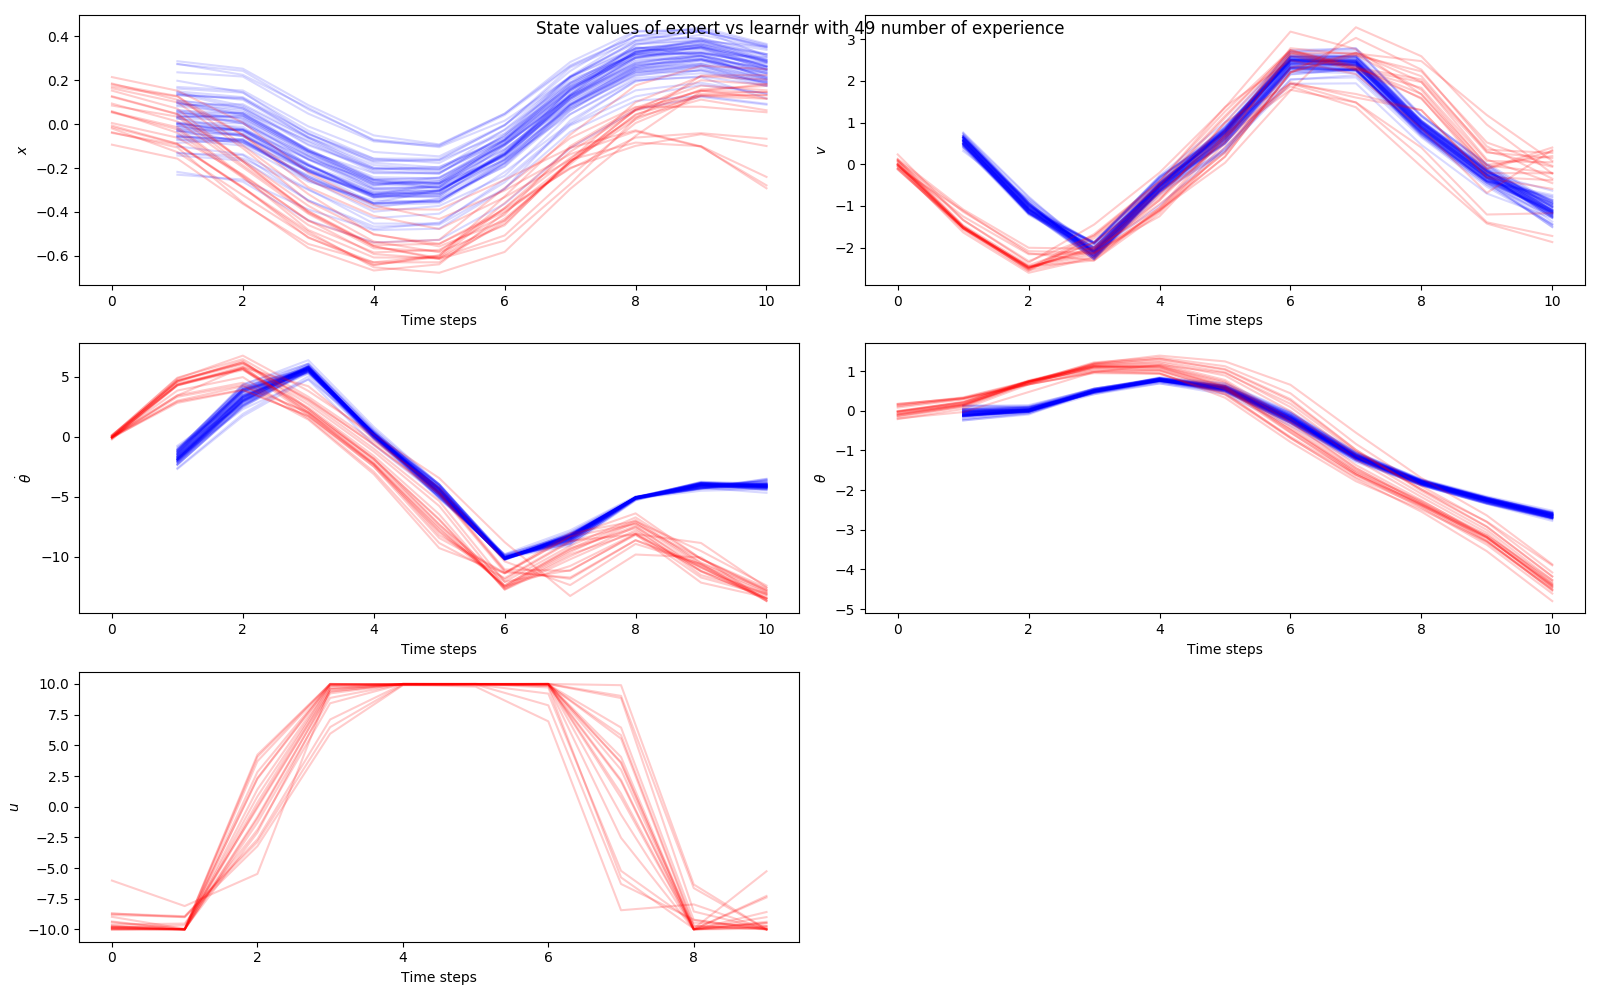 State values of expert vs learner with 49 number of experience
0.4
0.2
0.0
−0.2
−0.4
−0.6
x
0 2 4 6 8 10
Time steps
3
2
1
0
−1
−2
v
0 2 4 6 8 10
Time steps
5
0
−5
−10
θ̇
0 2 4 6 8 10
Time steps
1
0
−1
−2
−3
−4
−5
θ
0 2 4 6 8 10
Time steps
10.0
7.5
5.0
2.5
0.0
−2.5
−5.0
−7.5
−10.0
u
0 2 4 6 8
Time steps